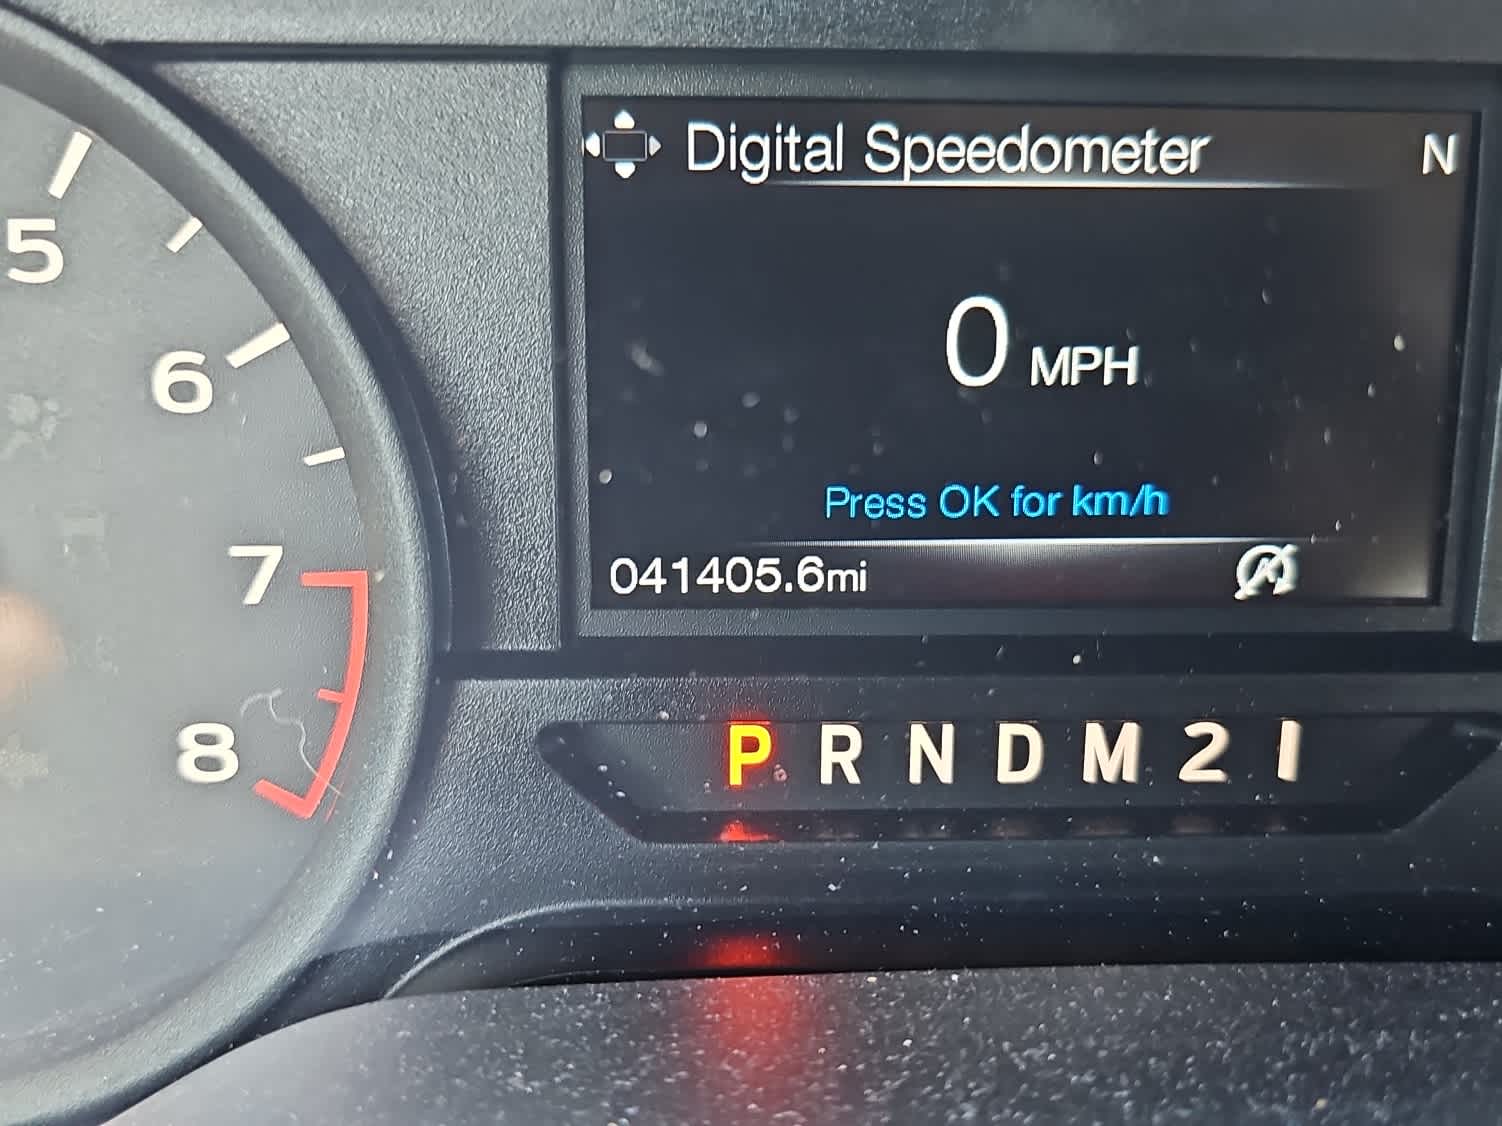 Digital Speedometer N
5
6
0 MPH
Press OK for km/h
7
041405.6mi
8
P R N D M 2 1